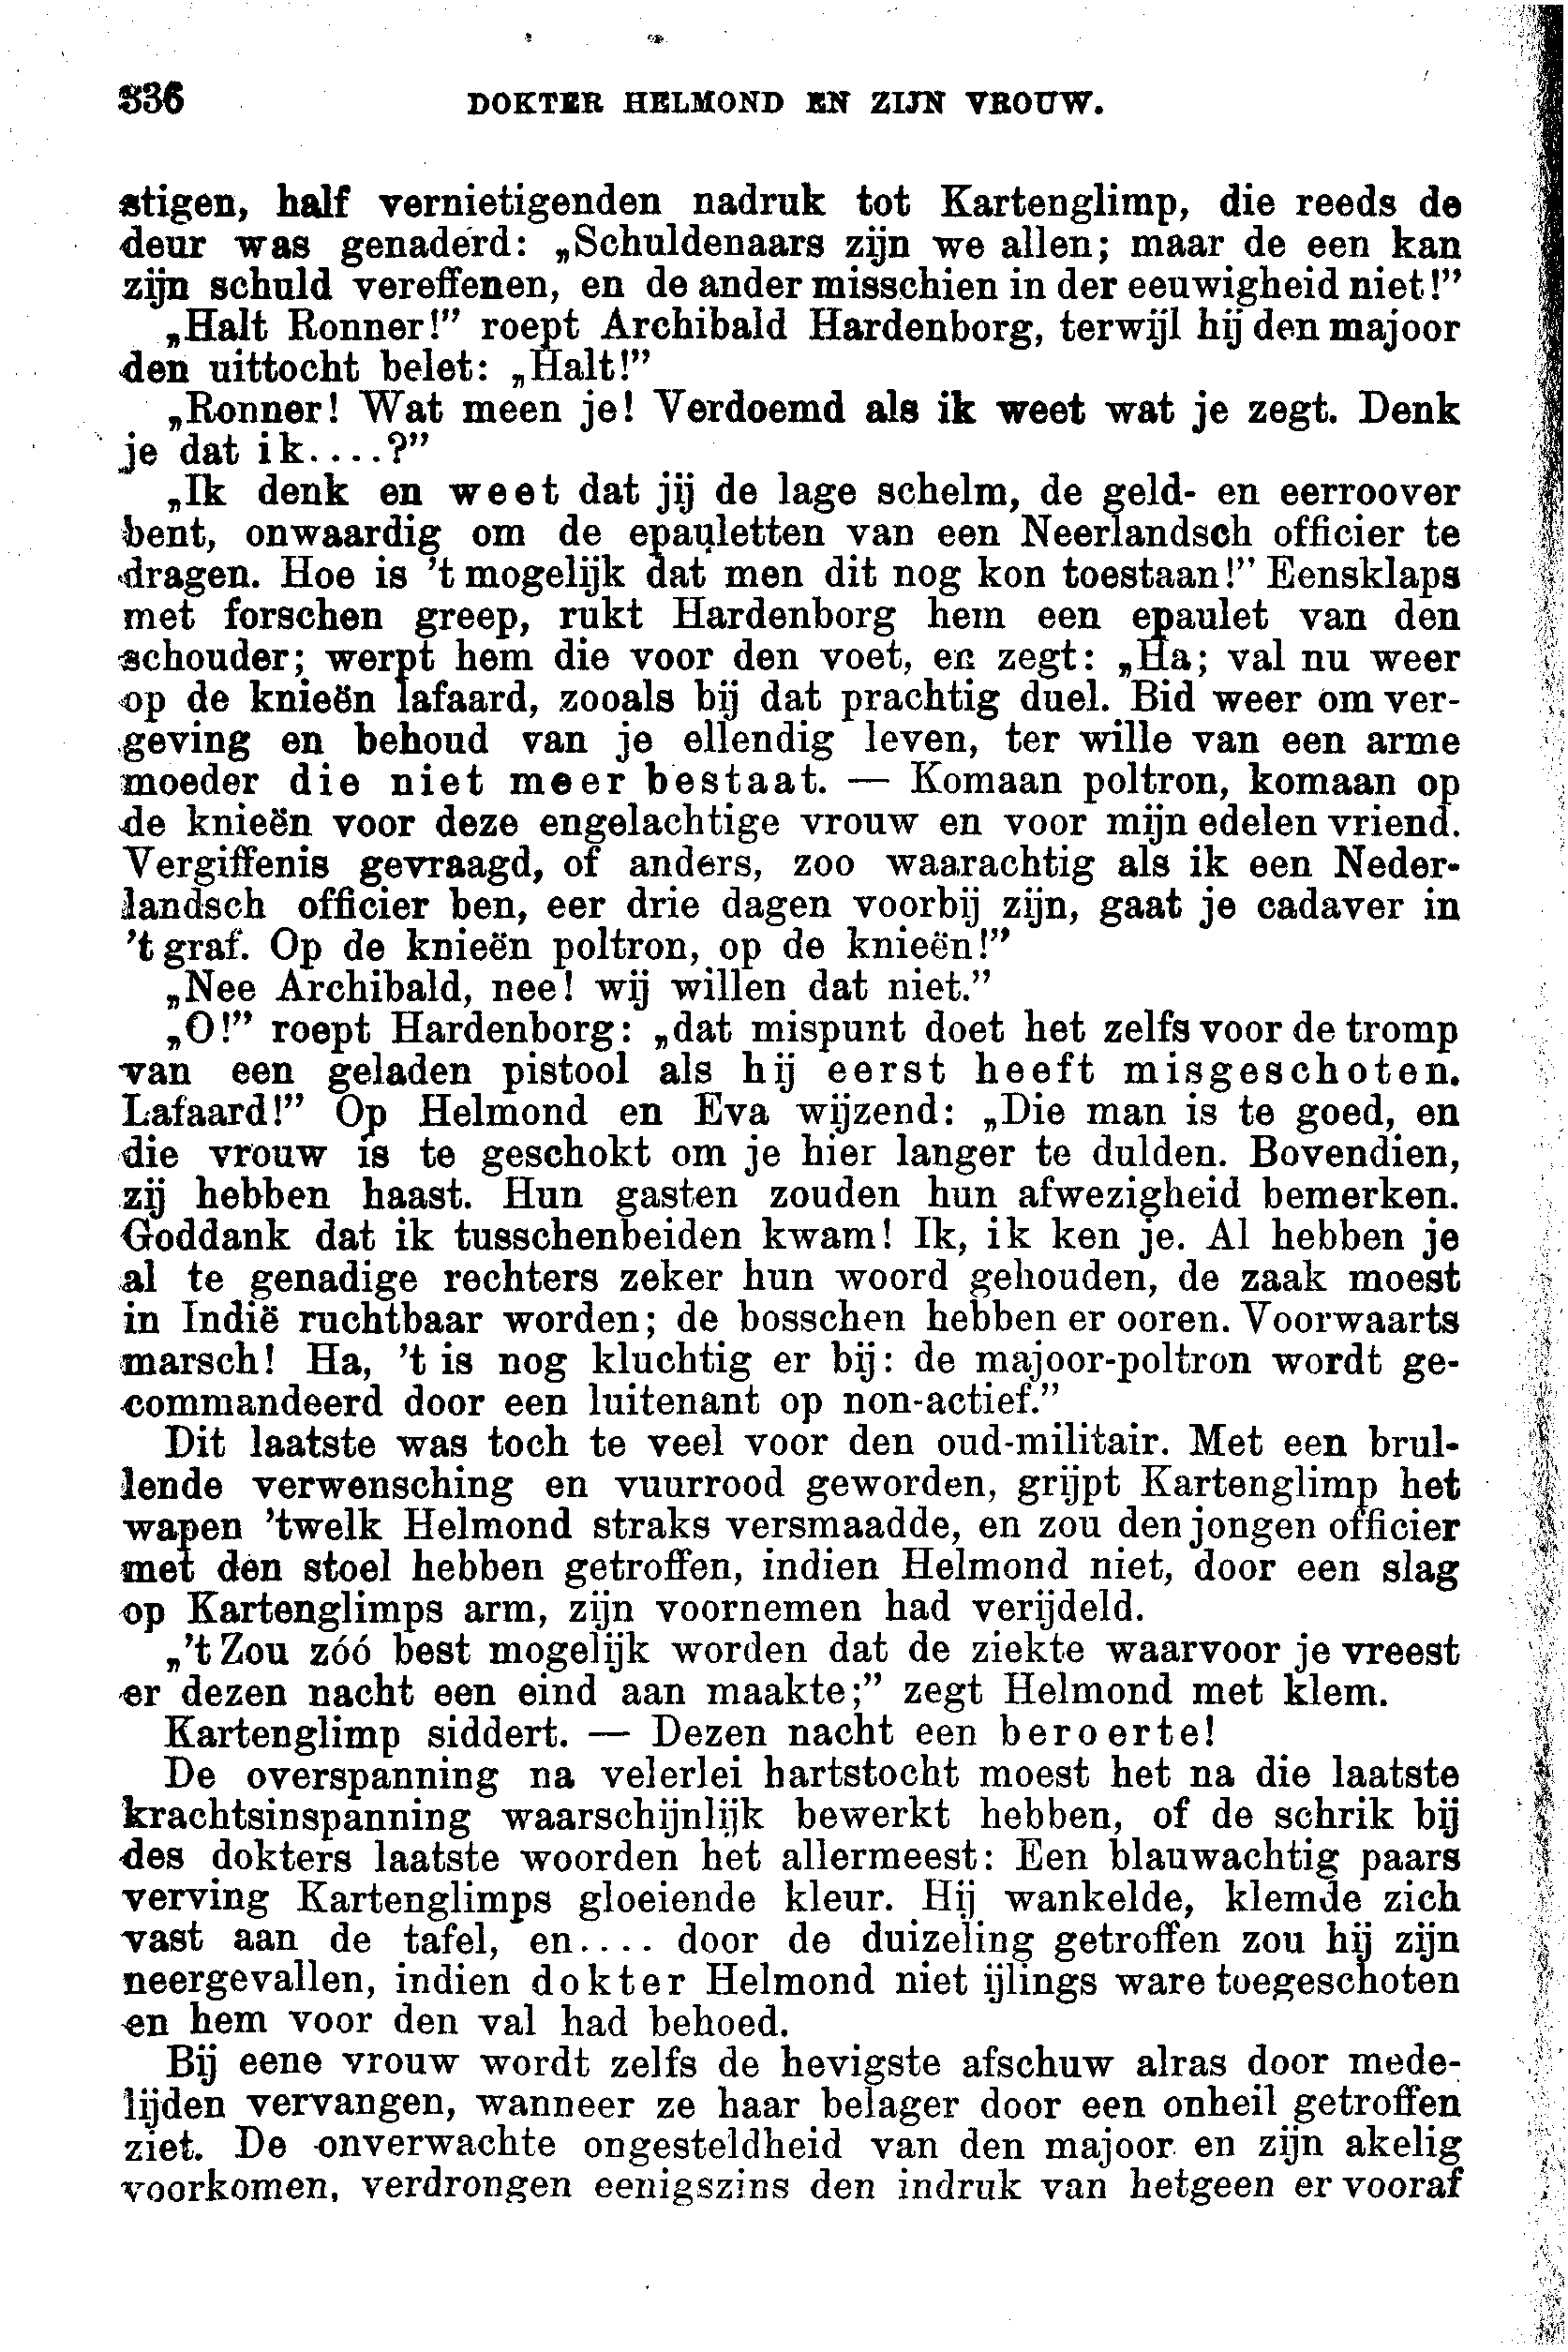 336 DOKTER HELMOND EN ZIJN VROUW.
stigen, half vernietigenden nadruk tot Kartenglimp, die reeds de
deur was genaderd: „Schuldenaars zijn we allen; maar de een kan
zijn schuld vereffenen, en de ander misschien in der eeuwigheid niet!”
„Halt Ronner!” roept Archibald Hardenborg, terwijl hij den majoor
den uittocht belet: „Halt!”
„Ronner! Wat meen je! Verdoemd als ik weet wat je zegt. Denk
je dat ik....?”
„Ik denk en weet dat jij de lage schelm, de geld- en eerroover
bent, onwaardig om de epauletten van een Neerlandsch officier te
dragen. Hoe is 't mogelijk dat men dit nog kon toestaan!” Eensklaps
met forschen greep, rukt Hardenborg hem een epaulet van den
schouder; werpt hem die voor den voet, en zegt: „Ha; val nu weer
op de knieën lafaard, zooals bij dat prachtig duel. Bid weer om ver-
geving en behoud van je ellendig leven, ter wille van een arme
moeder die niet meer bestaat. — Komaan poltron, komaan op
de knieën voor deze engelachtige vrouw en voor mijn edelen vriend.
Vergiffenis gevraagd, of anders, zoo waarachtig als ik een Neder-
landsch officier ben, eer drie dagen voorbij zijn, gaat je cadaver in
't graf. Op de knieën poltron, op de knieën!”
„Nee Archibald, nee! wij willen dat niet.”
„O!” roept Hardenborg: „dat mispunt doet het zelfs voor de tromp
van een geladen pistool als hij eerst heeft misgeschoten.
Lafaard!” Op Helmond en Eva wijzend: „Die man is te goed, en
die vrouw is te geschokt om je hier langer te dulden. Bovendien,
zij hebben haast. Hun gasten zouden hun afwezigheid bemerken.
Goddank dat ik tusschenbeiden kwam! Ik, ik ken je. Al hebben je
al te genadige rechters zeker hun woord gehouden, de zaak moest
in Indië ruchtbaar worden; de bosschen hebben er ooren. Voorwaarts
marsch! Ha, 't is nog kluchtig er bij: de majoor-poltron wordt ge-
commandeerd door een luitenant op non-actief.”
Dit laatste was toch te veel voor den oud-militair. Met een brul-
lende verwensching en vuurrood geworden, grijpt Kartenglimp het
wapen 'twelk Helmond straks versmaadde, en zou den jongen officier
met den stoel hebben getroffen, indien Helmond niet, door een slag
op Kartenglimps arm, zijn voornemen had verijdeld.
„'t Zou zóó best mogelijk worden dat de ziekte waarvoor je vreest
er dezen nacht een eind aan maakte;” zegt Helmond met klem.
Kartenglimp siddert. — Dezen nacht een beroerte!
De overspanning na velerlei hartstocht moest het na die laatste
krachtsinspanning waarschijnlijk bewerkt hebben, of de schrik bij
des dokters laatste woorden het allermeest: Een blauwachtig paars
verving Kartenglimps gloeiende kleur. Hij wankelde, klemde zich
vast aan de tafel, en.... door de duizeling getroffen zou hij zijn
neergevallen, indien dokter Helmond niet ijlings ware toegeschoten
en hem voor den val had behoed.
Bij eene vrouw wordt zelfs de hevigste afschuw alras door mede-
lijden vervangen, wanneer ze haar belager door een onheil getroffen
ziet. De onverwachte ongesteldheid van den majoor en zijn akelig
voorkomen, verdrongen eenigszins den indruk van hetgeen er vooraf